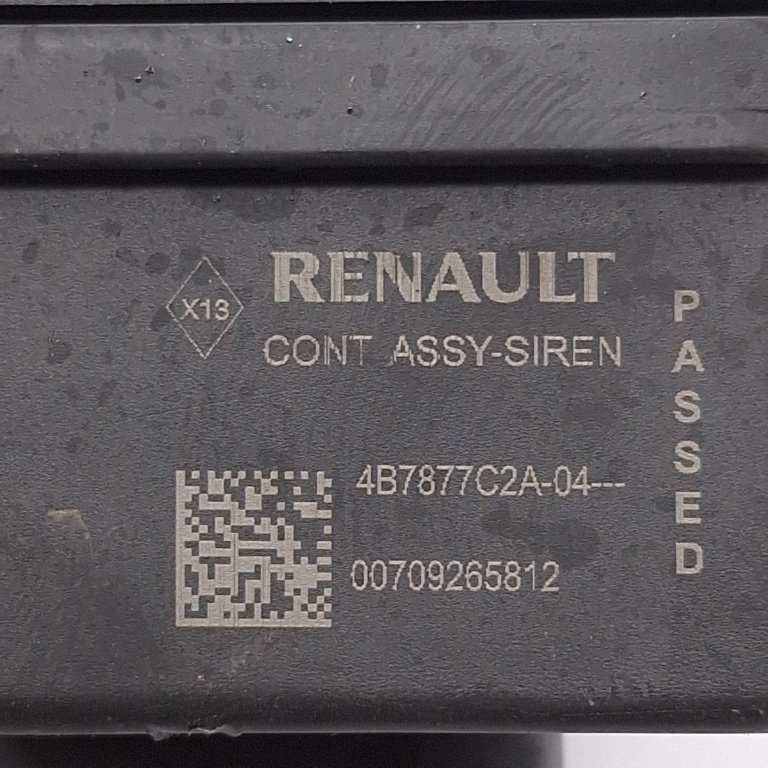 RENAULT
X13
CONT ASSY-SIREN
PASSED
4B7877C2A-04---
00709265812